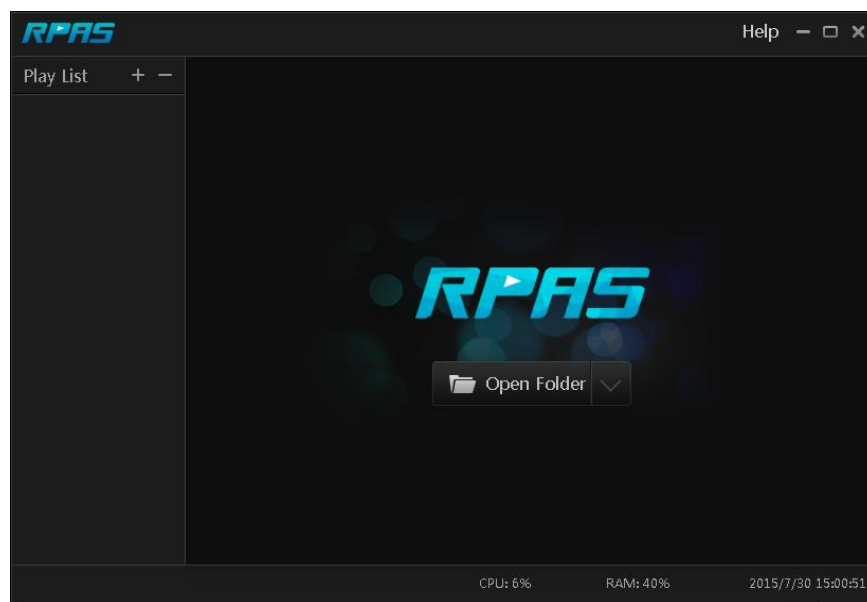 RPAS
Help
Play List + −
RPAS
Open Folder
CPU: 6% RAM: 40% 2015/7/30 15:00:51